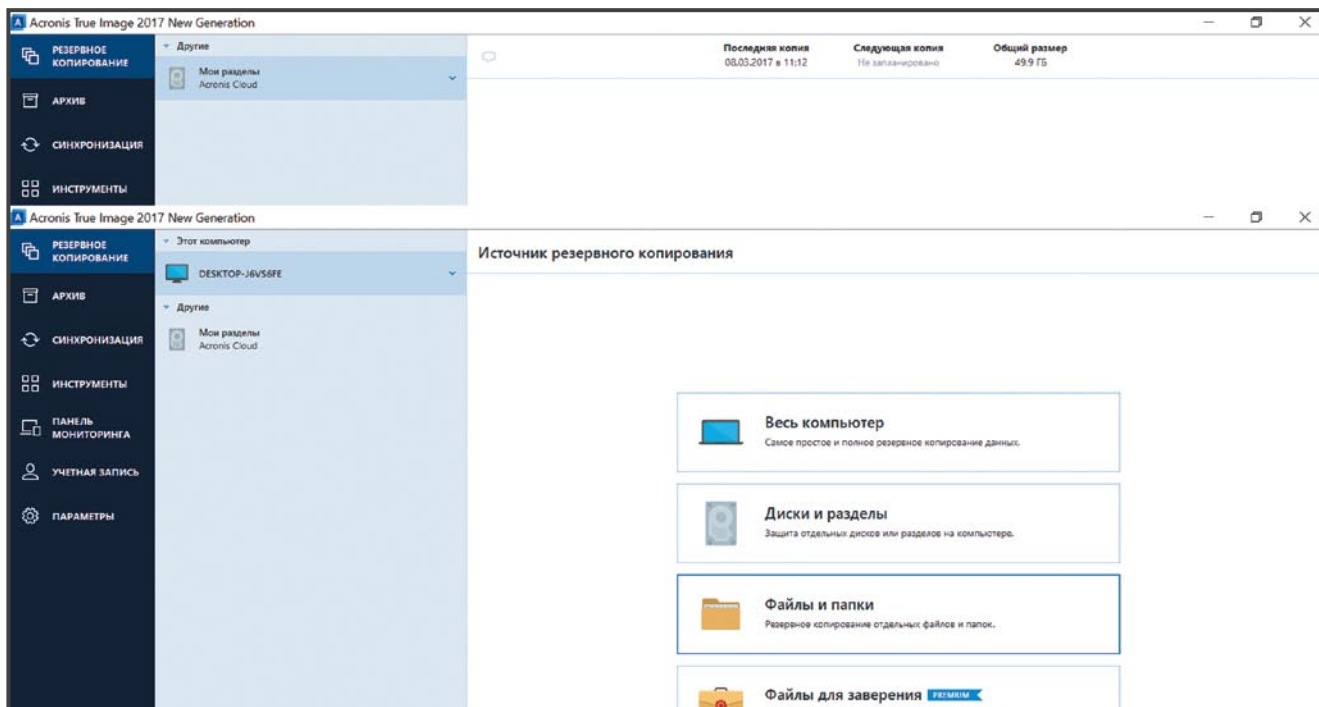 Acronis True Image 2017 New Generation
РЕЗЕРВНОЕ
КОПИРОВАНИЕ
АРХИВ
СИНХРОНИЗАЦИЯ
ИНСТРУМЕНТЫ
Другие
Мои разделы
Acronis Cloud
Последняя копия
08.03.2017 в 11:12
Следующая копия
Не запланировано
Общий размер
49.9 ГБ
Acronis True Image 2017 New Generation
РЕЗЕРВНОЕ
КОПИРОВАНИЕ
АРХИВ
СИНХРОНИЗАЦИЯ
ИНСТРУМЕНТЫ
ПАНЕЛЬ
МОНИТОРИНГА
УЧЕТНАЯ ЗАПИСЬ
ПАРАМЕТРЫ
Этот компьютер
DESKTOP-J6VS6FE
Другие
Мои разделы
Acronis Cloud
Источник резервного копирования
Весь компьютер
Самое простое и полное резервное копирование данных.
Диски и разделы
Защита отдельных дисков или разделов на компьютере.
Файлы и папки
Резервное копирование отдельных файлов и папок.
Файлы для заверения PREMIUM